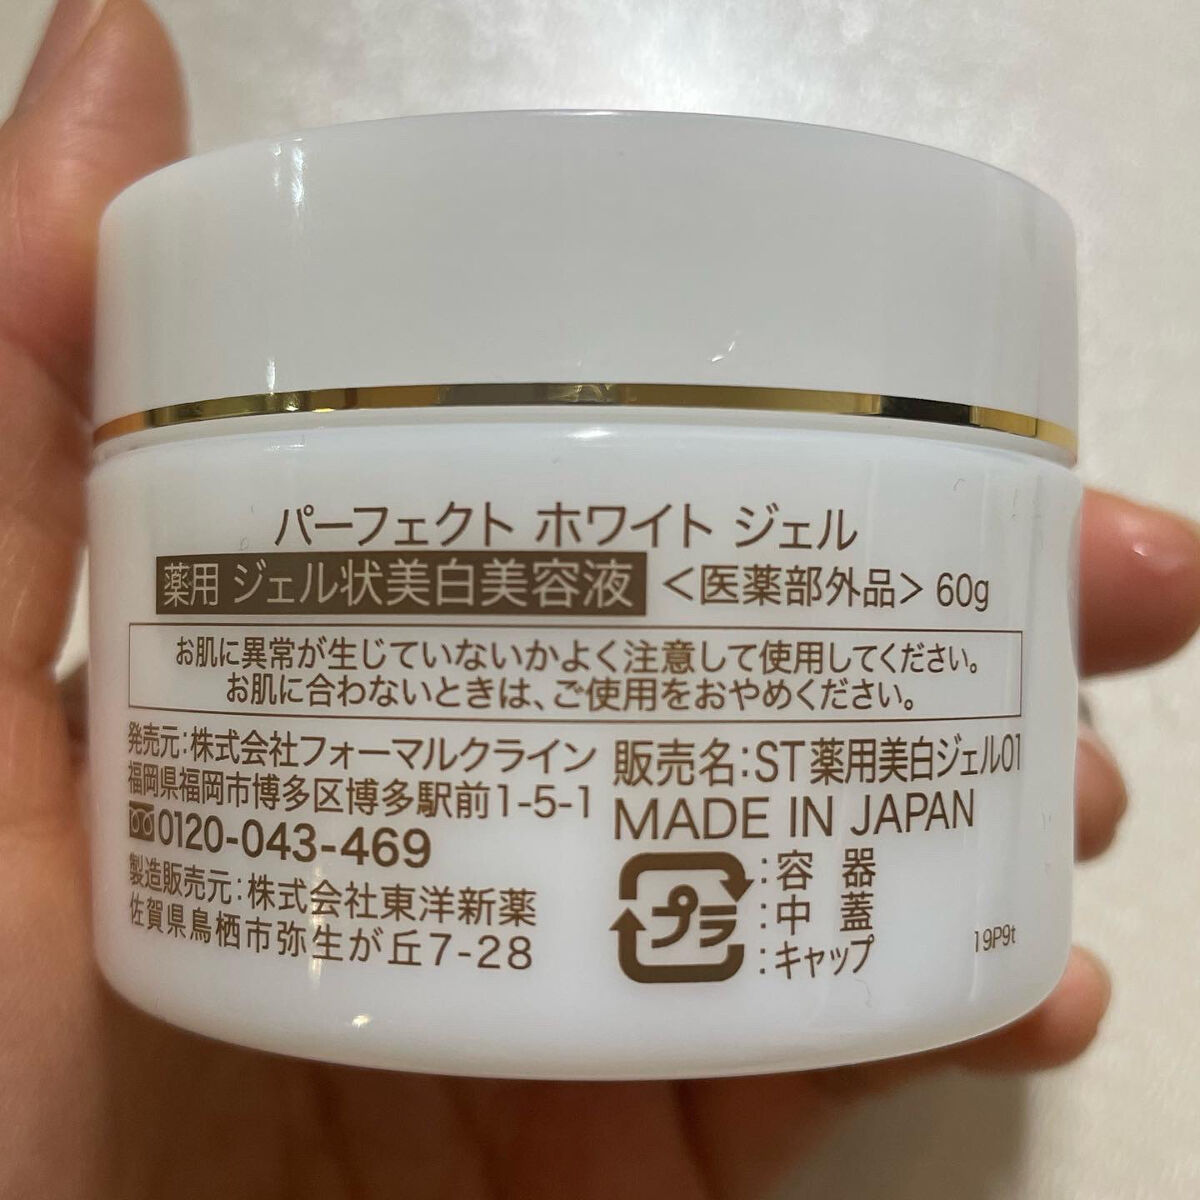 パーフェクト ホワイト ジェル
薬用 ジェル状美白美容液 <医薬部外品> 60g
お肌に異常が生じていないかよく注意して使用してください。
お肌に合わないときは、ご使用をおやめください。
発売元:株式会社フォーマルクライン
福岡県福岡市博多区博多駅前1-5-1
0120-043-469
製造販売元:株式会社東洋新薬
佐賀県鳥栖市弥生が丘7-28
販売名:ST薬用美白ジェル01
MADE IN JAPAN
プラ
:容 器
:中 蓋
:キャップ
19P9t